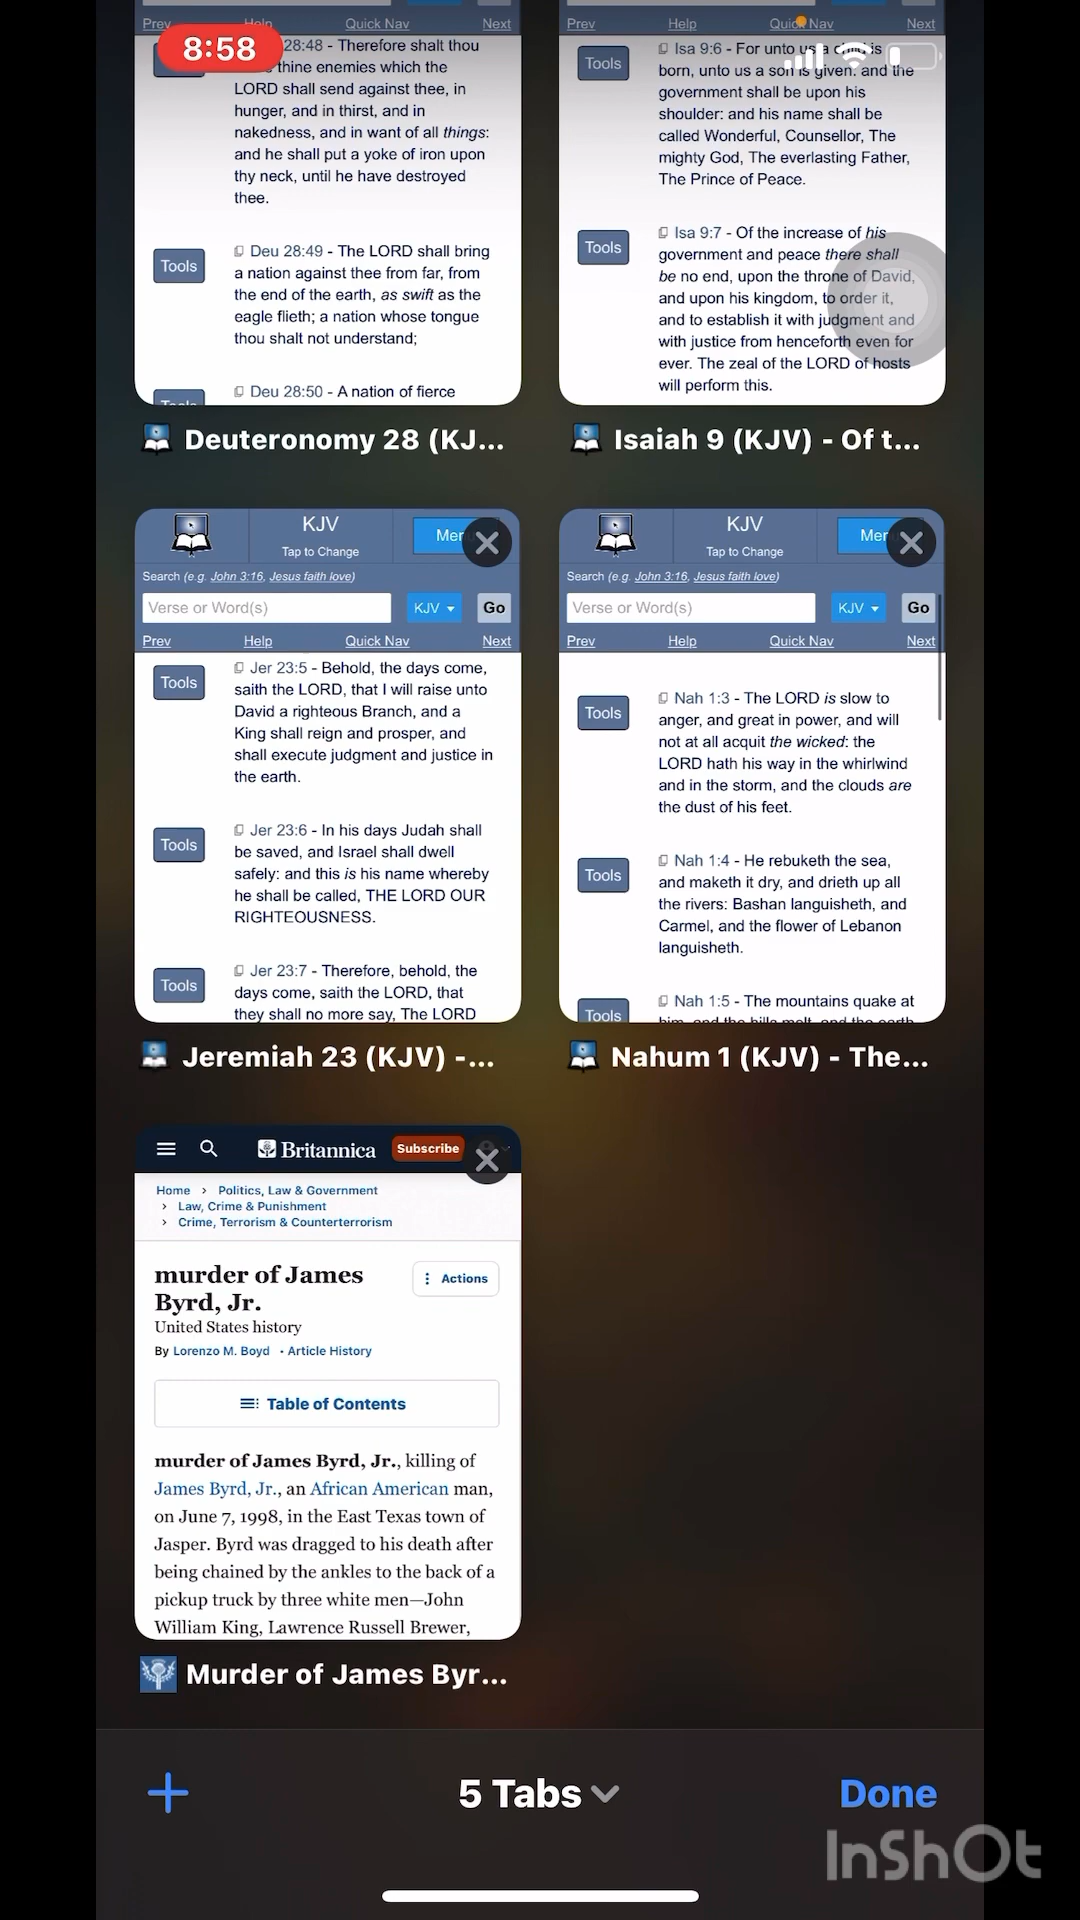 Prev Help Quick Nav Next
8:58
28:48 - Therefore shalt thou
thine enemies which the
LORD shall send against thee, in
hunger, and in thirst, and in
nakedness, and in want of all things:
and he shall put a yoke of iron upon
thy neck, until he have destroyed
thee.
Tools
Deu 28:49 - The LORD shall bring
a nation against thee from far, from
the end of the earth, as swift as the
eagle flieth; a nation whose tongue
thou shalt not understand;
Tools
Deu 28:50 - A nation of fierce
Deuteronomy 28 (KJ...
Prev Help Quick Nav Next
Tools
Isa 9:6 - For unto us a child is
born, unto us a son is given: and the
government shall be upon his
shoulder: and his name shall be
called Wonderful, Counsellor, The
mighty God, The everlasting Father,
The Prince of Peace.
Tools
Isa 9:7 - Of the increase of his
government and peace there shall
be no end, upon the throne of David,
and upon his kingdom, to order it,
and to establish it with judgment and
with justice from henceforth even for
ever. The zeal of the LORD of hosts
will perform this.
Isaiah 9 (KJV) - Of t...
KJV
Tap to Change
Search (e.g. John 3:16, Jesus faith love)
Verse or Word(s) KJV Go
Prev Help Quick Nav Next
Tools
Jer 23:5 - Behold, the days come,
saith the LORD, that I will raise unto
David a righteous Branch, and a
King shall reign and prosper, and
shall execute judgment and justice in
the earth.
Tools
Jer 23:6 - In his days Judah shall
be saved, and Israel shall dwell
safely: and this is his name whereby
he shall be called, THE LORD OUR
RIGHTEOUSNESS.
Tools
Jer 23:7 - Therefore, behold, the
days come, saith the LORD, that
they shall no more say, The LORD
Jeremiah 23 (KJV) -...
KJV
Tap to Change
Search (e.g. John 3:16, Jesus faith love)
Verse or Word(s) KJV Go
Prev Help Quick Nav Next
Tools
Nah 1:3 - The LORD is slow to
anger, and great in power, and will
not at all acquit the wicked: the
LORD hath his way in the whirlwind
and in the storm, and the clouds are
the dust of his feet.
Tools
Nah 1:4 - He rebuketh the sea,
and maketh it dry, and drieth up all
the rivers: Bashan languisheth, and
Carmel, and the flower of Lebanon
languisheth.
Tools
Nah 1:5 - The mountains quake at
him, and the hills melt, and the earth
Nahum 1 (KJV) - The...
Britannica Subscribe
Home > Politics, Law & Government
> Law, Crime & Punishment
> Crime, Terrorism & Counterterrorism
murder of James
Byrd, Jr.
Actions
United States history
By Lorenzo M. Boyd • Article History
Table of Contents
murder of James Byrd, Jr., killing of
James Byrd, Jr., an African American man,
on June 7, 1998, in the East Texas town of
Jasper. Byrd was dragged to his death after
being chained by the ankles to the back of a
pickup truck by three white men—John
William King, Lawrence Russell Brewer,
Murder of James Byr...
5 Tabs
Done
InShOt